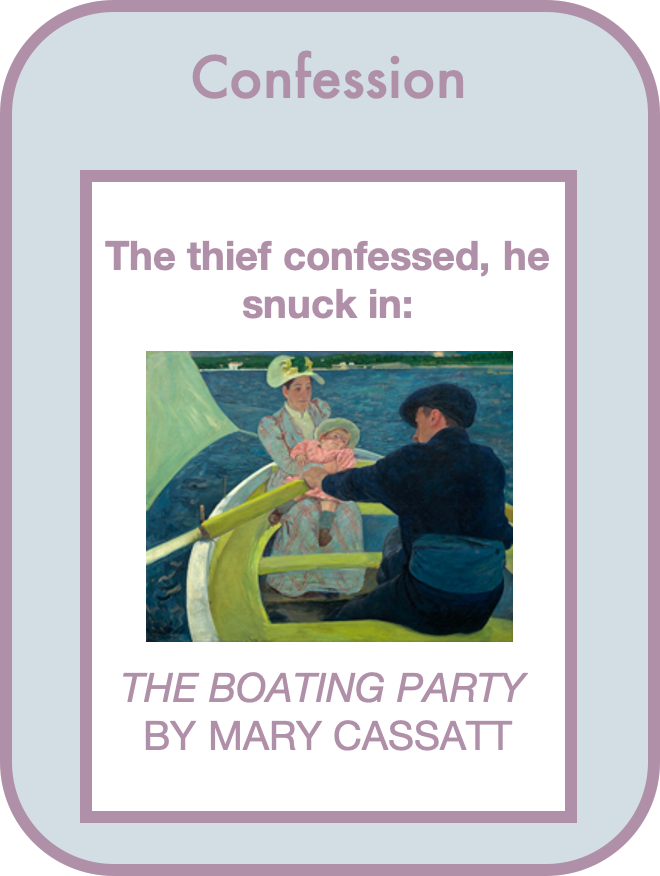 Confession
The thief confessed, he
snuck in:
THE BOATING PARTY
BY MARY CASSATT